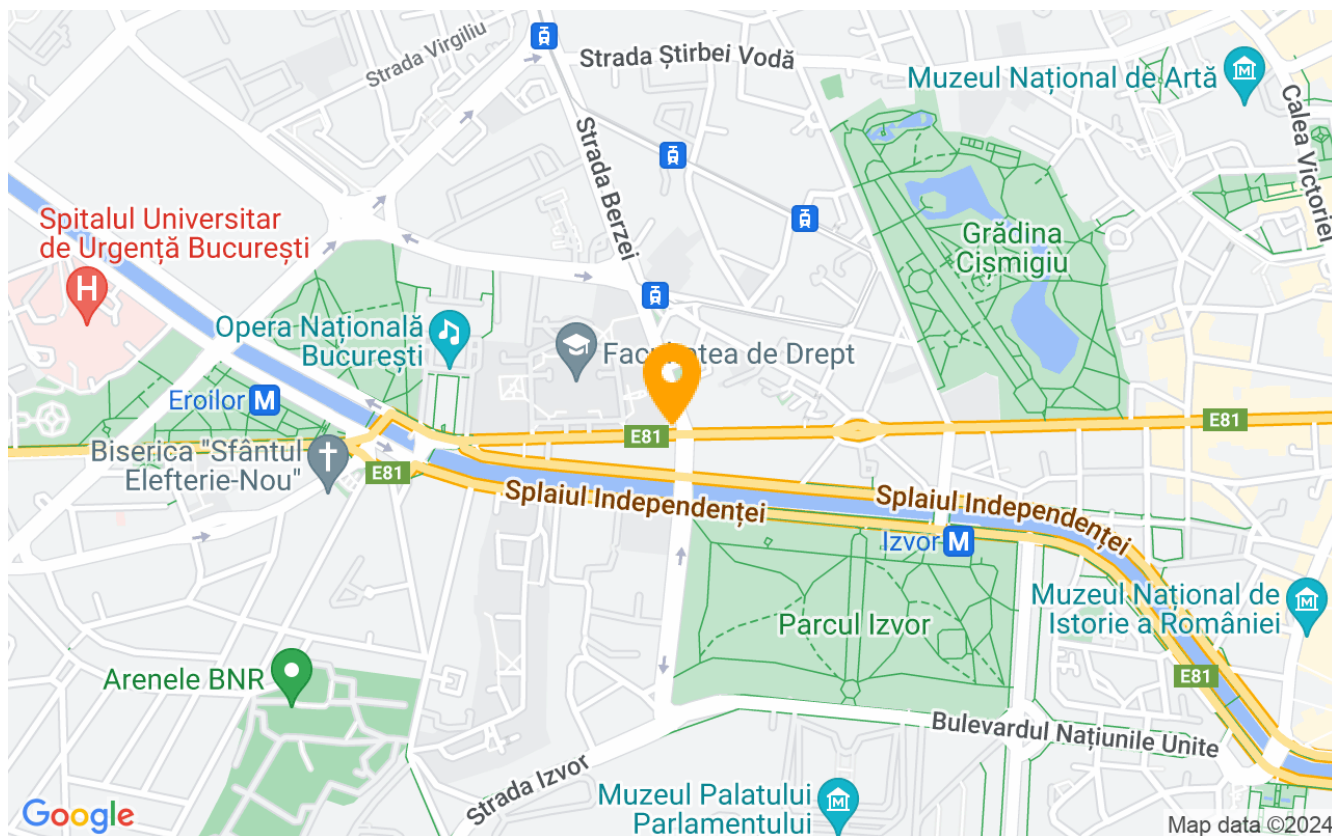 Strada Virgiliu
Strada Știrbei Vodă
Muzeul Național de Artă
Calea Victoriei
Strada Berzei
Spitalul Universitar
de Urgență București
H
Grădina
Cișmigiu
Opera Națională
București
Facultatea de Drept
Eroilor M
E81
E81
Biserica "Sfântul
Elefterie-Nou"
E81
Splaiul Independenței
Splaiul Independenței
Izvor M
Muzeul Național de
Istorie a României
Parcul Izvor
Arenele BNR
E81
Bulevardul Națiunile Unite
Strada Izvor
Muzeul Palatului
Parlamentului
Google
Map data ©2024